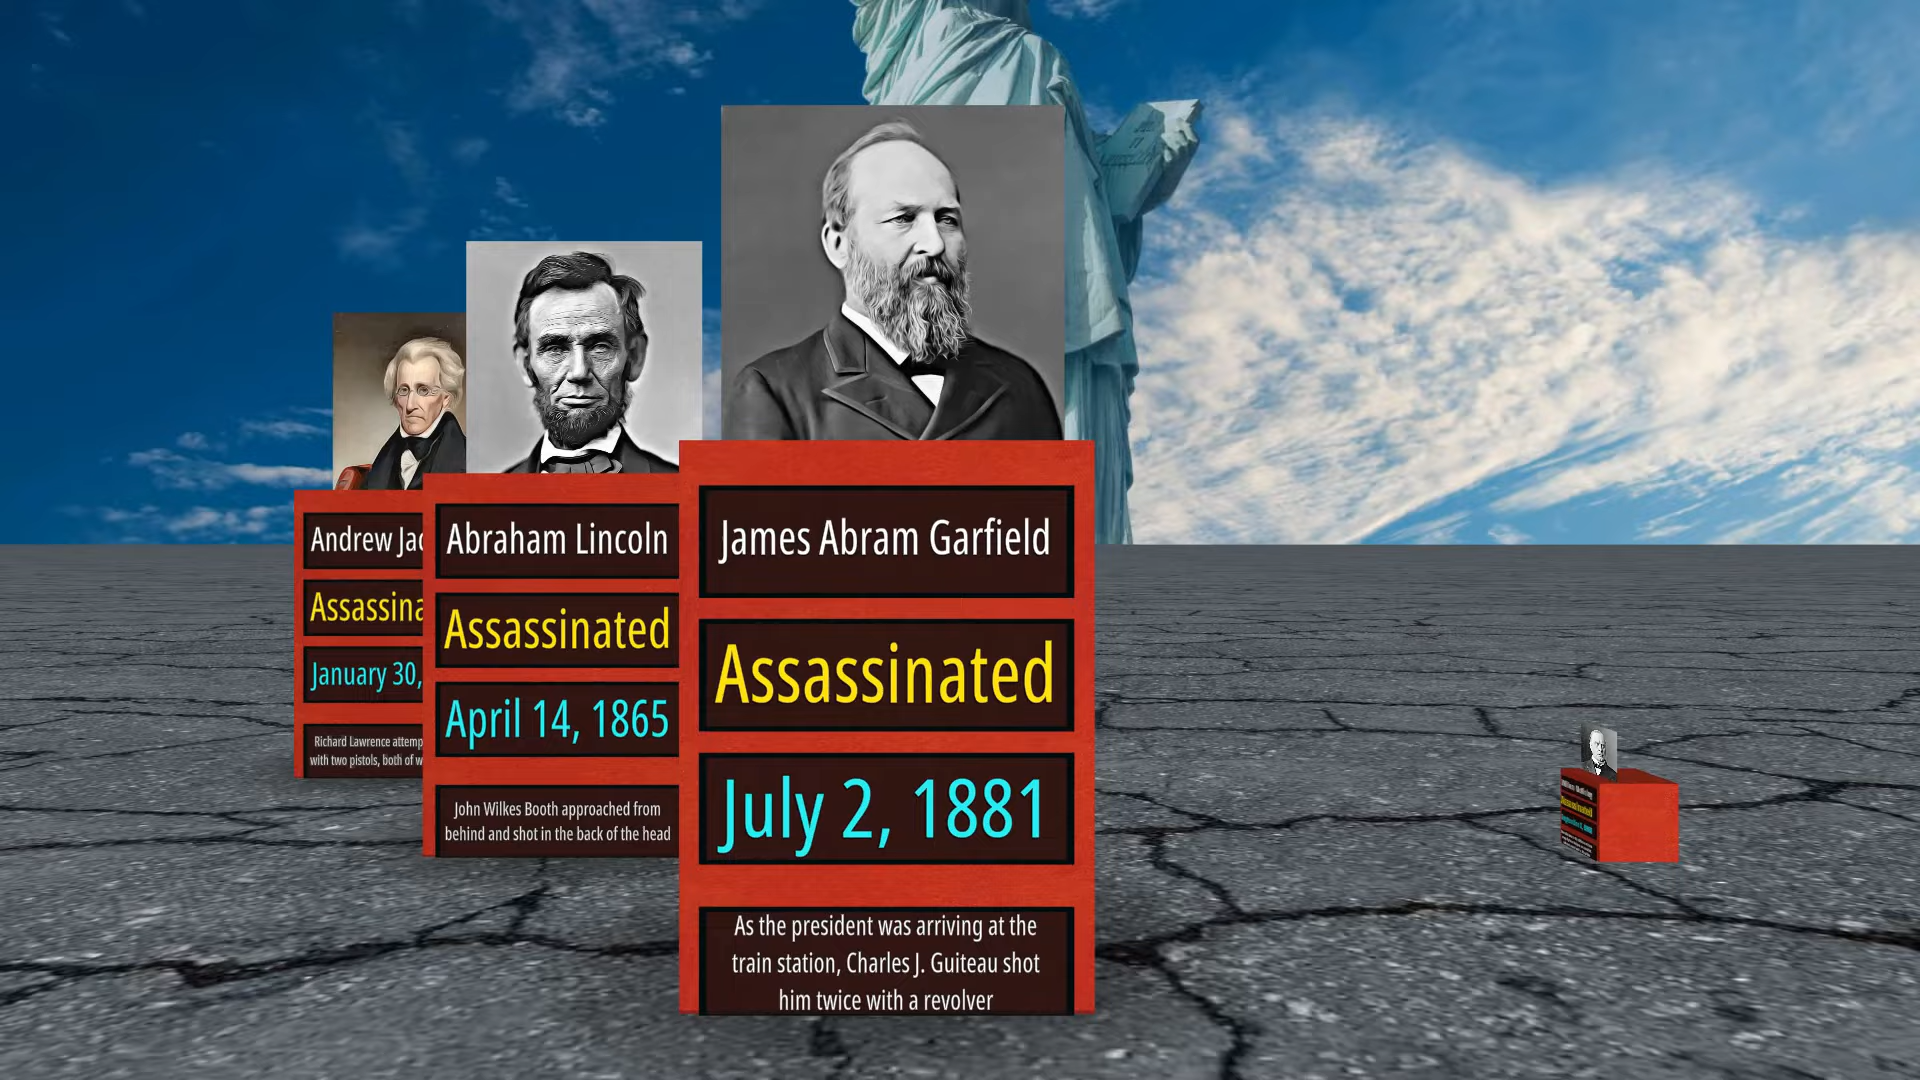 Andrew Jac
Assassina
January 30,
Richard Lawrence attemp
with two pistols, both of w
Abraham Lincoln
Assassinated
April 14, 1865
John Wilkes Booth approached from
behind and shot in the back of the head
James Abram Garfield
Assassinated
July 2, 1881
As the president was arriving at the
train station, Charles J. Guiteau shot
him twice with a revolver
Assassinated